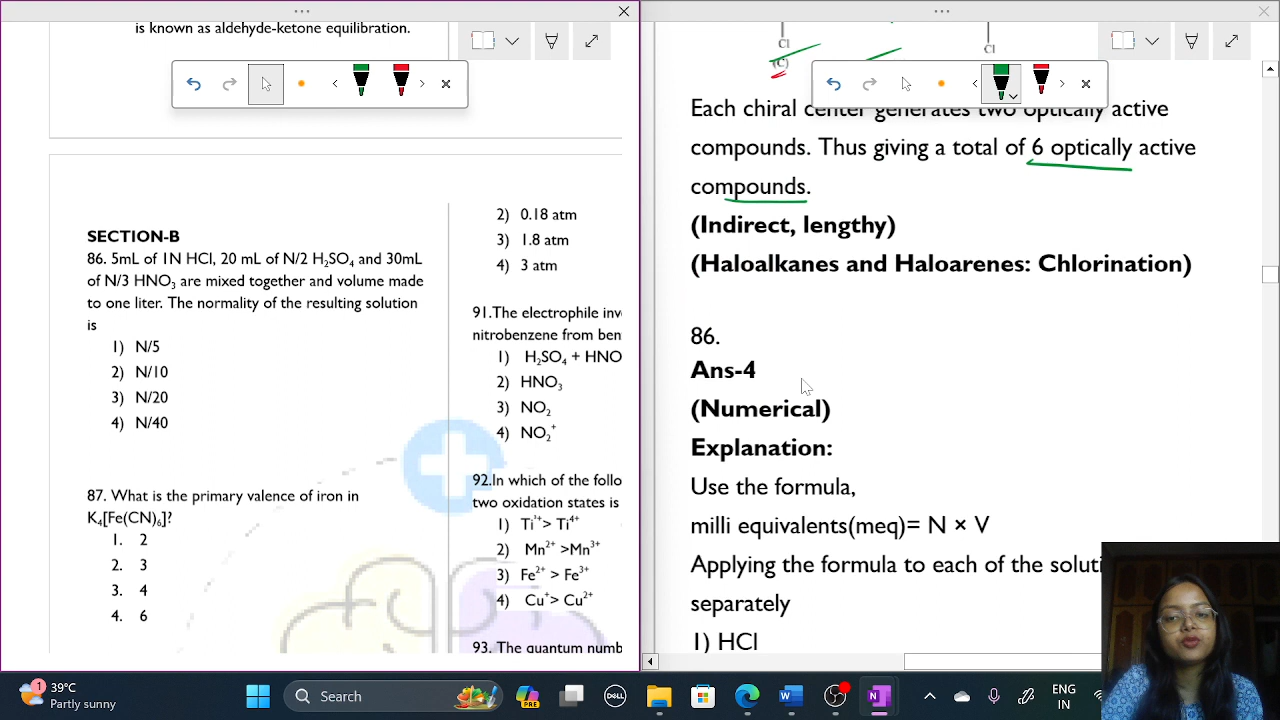 is known as aldehyde-ketone equilibration.
SECTION-B
86. 5mL of 1N HCl, 20 mL of N/2 H₂SO₄ and 30mL
of N/3 HNO₃ are mixed together and volume made
to one liter. The normality of the resulting solution
is
1) N/5
2) N/10
3) N/20
4) N/40
87. What is the primary valence of iron in
K₄[Fe(CN)₆]?
1. 2
2. 3
3. 4
4. 6
2) 0.18 atm
3) 1.8 atm
4) 3 atm
91.The electrophile
nitrobenzene from
1) H₂SO₄ + HNO
2) HNO₃
3) NO₂
4) NO₂⁺
92.In which of the
two oxidation states is
1) Ti³⁺> Ti⁴⁺
2) Mn²⁺ >Mn³⁺
3) Fe²⁺ > Fe³⁺
4) Cu⁺> Cu²⁺
93. The quantum
Cl
(C)
Cl
Each chiral center generates two optically active
compounds. Thus giving a total of 6 optically active
compounds.
(Indirect, lengthy)
(Haloalkanes and Haloarenes: Chlorination)
86.
Ans-4
(Numerical)
Explanation:
Use the formula,
milli equivalents(meq)= N × V
Applying the formula to each of the
separately
1) HCl
1
39°C
Partly sunny
Search
PRE
DELL
ENG
IN